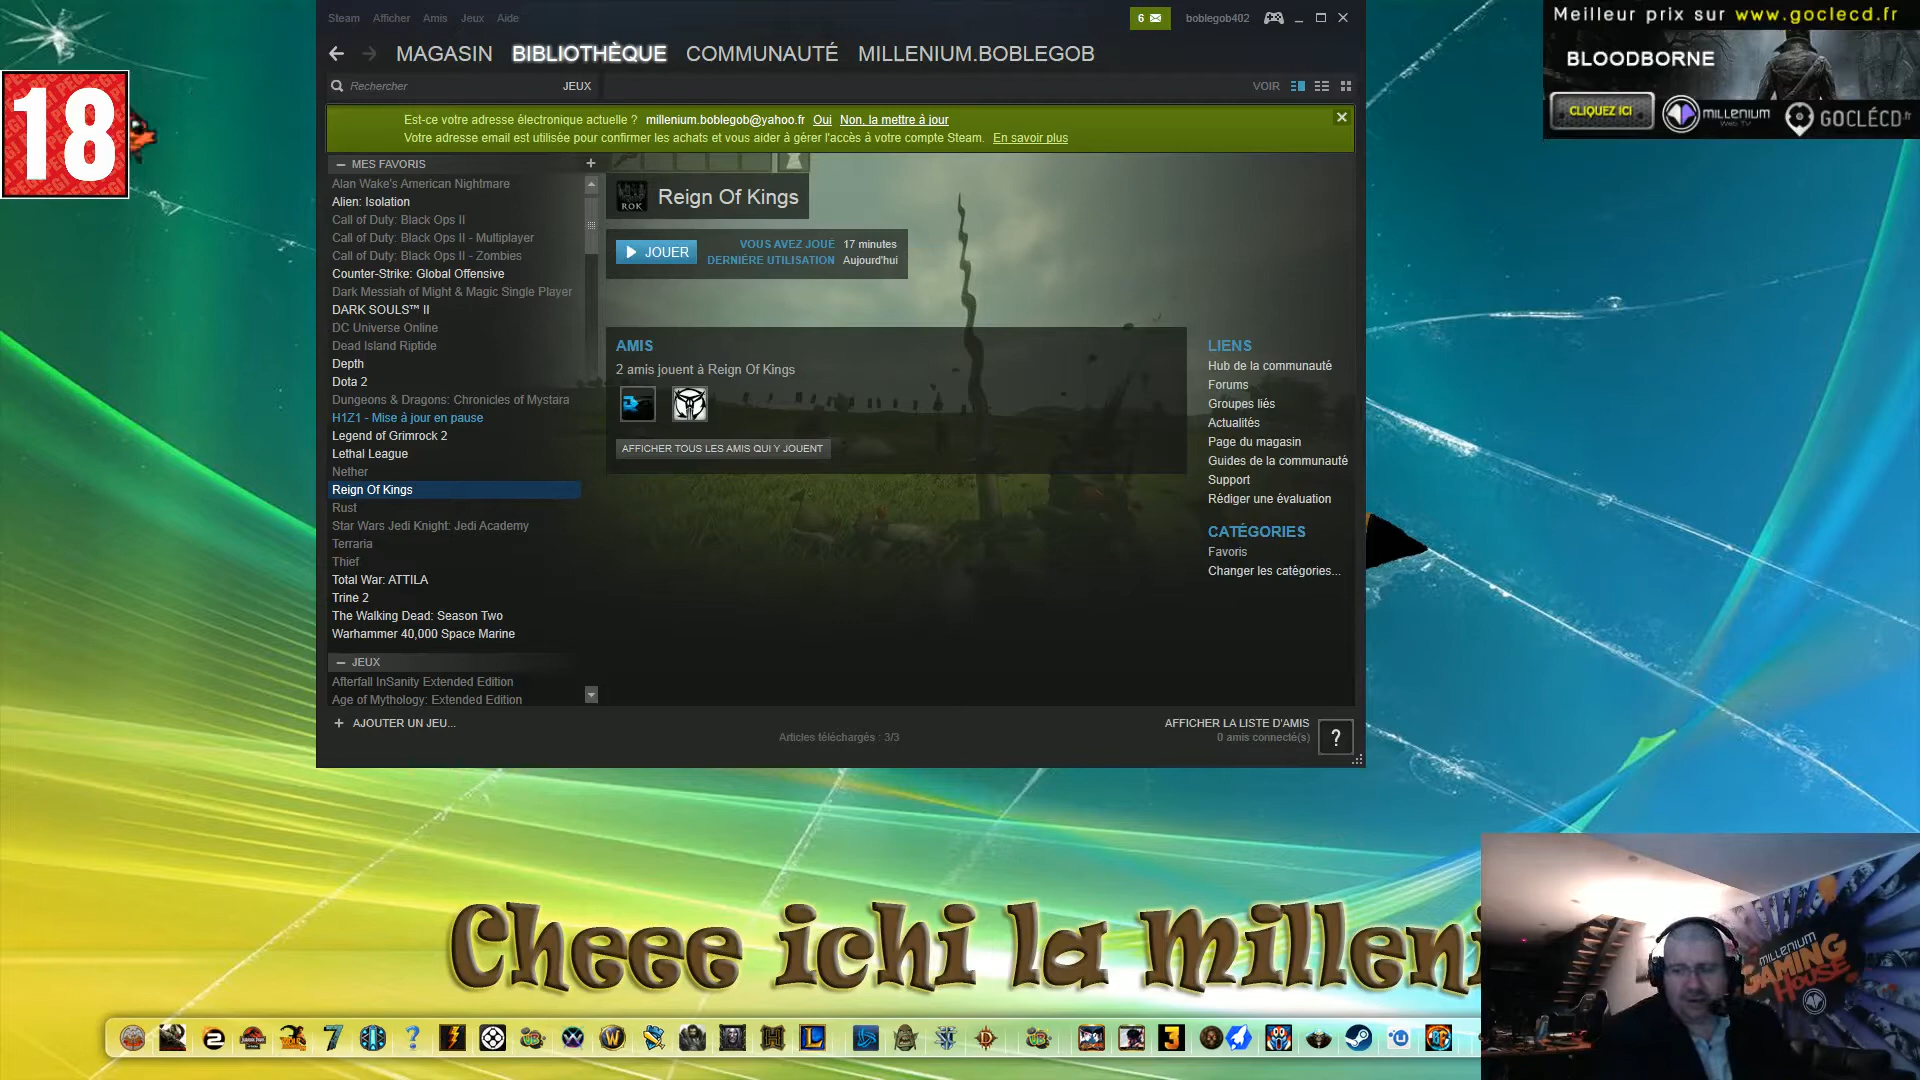 Steam Afficher Amis Jeux Aide
6
boblegob402
MAGASIN BIBLIOTHÈQUE COMMUNAUTÉ MILLENIUM.BOBLEGOB
Rechercher
JEUX
VOIR
Est-ce votre adresse électronique actuelle ? millenium.boblegob@yahoo.fr Oui Non, la mettre à jour
Votre adresse email est utilisée pour confirmer les achats et vous aider à gérer l'accès à votre compte Steam. En savoir plus
MES FAVORIS
Alan Wake's American Nightmare
Alien: Isolation
Call of Duty: Black Ops II
Call of Duty: Black Ops II - Multiplayer
Call of Duty: Black Ops II - Zombies
Counter-Strike: Global Offensive
Dark Messiah of Might & Magic Single Player
DARK SOULS™ II
DC Universe Online
Dead Island Riptide
Depth
Dota 2
Dungeons & Dragons: Chronicles of Mystara
H1Z1 - Mise à jour en pause
Legend of Grimrock 2
Lethal League
Nether
Reign Of Kings
Rust
Star Wars Jedi Knight: Jedi Academy
Terraria
Thief
Total War: ATTILA
Trine 2
The Walking Dead: Season Two
Warhammer 40,000 Space Marine
JEUX
Afterfall InSanity Extended Edition
Age of Mythology: Extended Edition
AJOUTER UN JEU...
ROK
Reign Of Kings
JOUER
VOUS AVEZ JOUÉ 17 minutes
DERNIÈRE UTILISATION Aujourd'hui
AMIS
2 amis jouent à Reign Of Kings
AFFICHER TOUS LES AMIS QUI Y JOUENT
LIENS
Hub de la communauté
Forums
Groupes liés
Actualités
Page du magasin
Guides de la communauté
Support
Rédiger une évaluation
CATÉGORIES
Favoris
Changer les catégories...
Articles téléchargés : 3/3
AFFICHER LA LISTE D'AMIS
0 amis connecté(s)
?
18
PEGI
Meilleur prix sur www.goclecd.fr
BLOODBORNE
CLIQUEZ ICI
MILLENIUM
Web TV
GOCLÉCD.fr
Cheee ichi la Milleni
MILLENIUM
GAMING
HOUSE